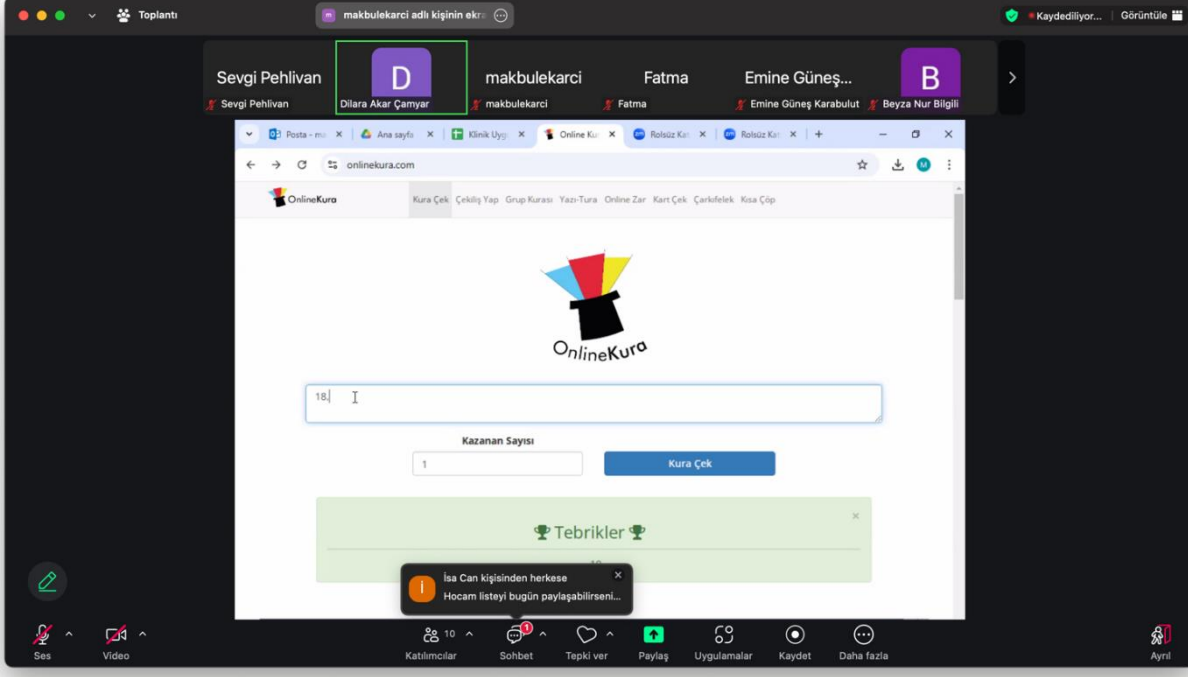 Toplantı
m makbulekarci adlı kişinin ekra
Kaydediliyor... Görüntüle
Sevgi Pehlivan
Sevgi Pehlivan
D
Dilara Akar Çamyar
makbulekarci
makbulekarci
Fatma
Fatma
Emine Güneş...
Emine Güneş Karabulut
B
Beyza Nur Bilgili
Posta - ma Ana sayfa Klinik Uyg Online Ku Rolsüz Ka Rolsüz Ka
onlinekura.com M
OnlineKura Kura Çek Çekiliş Yap Grup Kurası Yazı-Tura Online Zar Kart Çek Çarkıfelek Kısa Çöp
OnlineKura
18.
Kazanan Sayısı
1 Kura Çek
Tebrikler
İ
İsa Can kişisinden herkese
Hocam listeyi bugün paylaşabilirseni...
10 1
Ses Video Katılımcılar Sohbet Tepki ver Paylaş Uygulamalar Kaydet Daha fazla Ayrıl